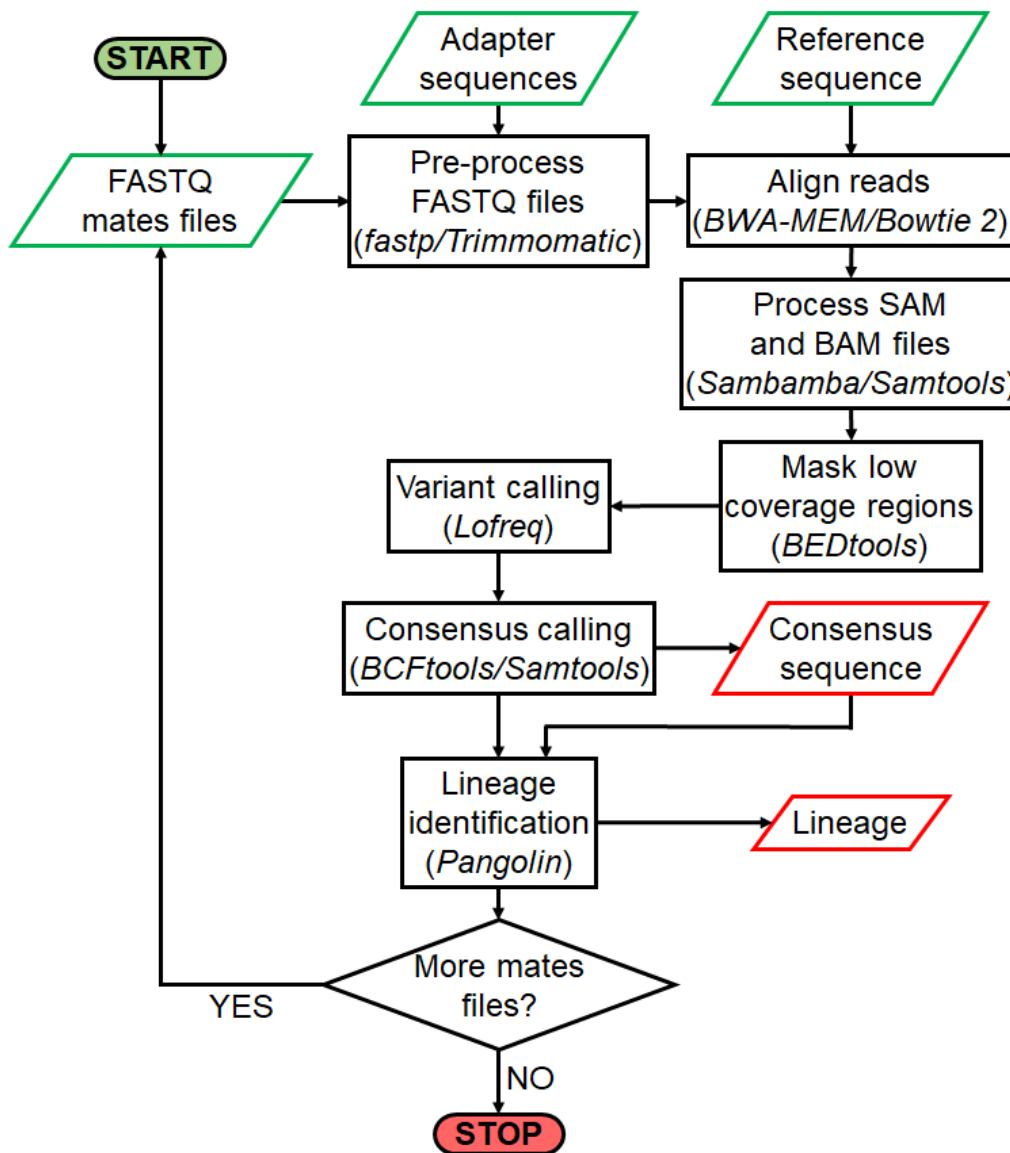 START
Adapter
sequences
Reference
sequence
FASTQ
mates files
Pre-process
FASTQ files
(fastp/Trimmomatic)
Align reads
(BWA-MEM/Bowtie 2)
Process SAM
and BAM files
(Sambamba/Samtools)
Mask low
coverage regions
(BEDtools)
Variant calling
(Lofreq)
Consensus calling
(BCFtools/Samtools)
Consensus
sequence
Lineage
identification
(Pangolin)
Lineage
More mates
files?
YES
NO
STOP